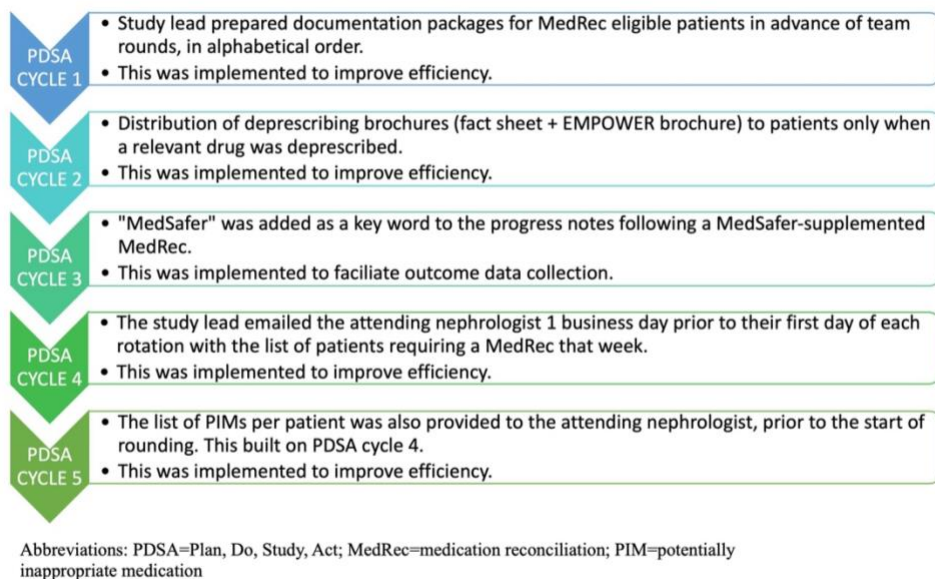 PDSA
CYCLE 1
• Study lead prepared documentation packages for MedRec eligible patients in advance of team
rounds, in alphabetical order.
• This was implemented to improve efficiency.
PDSA
CYCLE 2
• Distribution of deprescribing brochures (fact sheet + EMPOWER brochure) to patients only when
a relevant drug was deprescribed.
• This was implemented to improve efficiency.
PDSA
CYCLE 3
• "MedSafer" was added as a key word to the progress notes following a MedSafer-supplemented
MedRec.
• This was implemented to faciliate outcome data collection.
PDSA
CYCLE 4
• The study lead emailed the attending nephrologist 1 business day prior to their first day of each
rotation with the list of patients requiring a MedRec that week.
• This was implemented to improve efficiency.
PDSA
CYCLE 5
• The list of PIMs per patient was also provided to the attending nephrologist, prior to the start of
rounding. This built on PDSA cycle 4.
• This was implemented to improve efficiency.
Abbreviations: PDSA=Plan, Do, Study, Act; MedRec=medication reconciliation; PIM=potentially
inappropriate medication